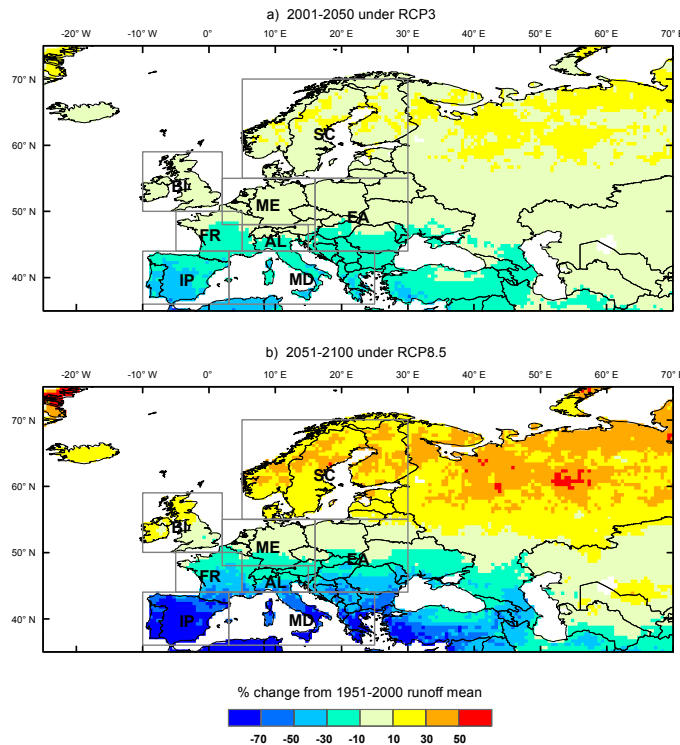 a) 2001-2050 under RCP3
-20° W -10° W 0° 10° E 20° E 30° E 40° E 50° E 60° E 70° E
70° N
SC
60° N
BI
ME
50° N
EA
FR
AL
40° N
IP
MD
b) 2051-2100 under RCP8.5
-20° W -10° W 0° 10° E 20° E 30° E 40° E 50° E 60° E 70° E
70° N
SC
60° N
BI
ME
50° N
EA
FR
AL
40° N
IP
MD
% change from 1951-2000 runoff mean
-70 -50 -30 -10 10 30 50